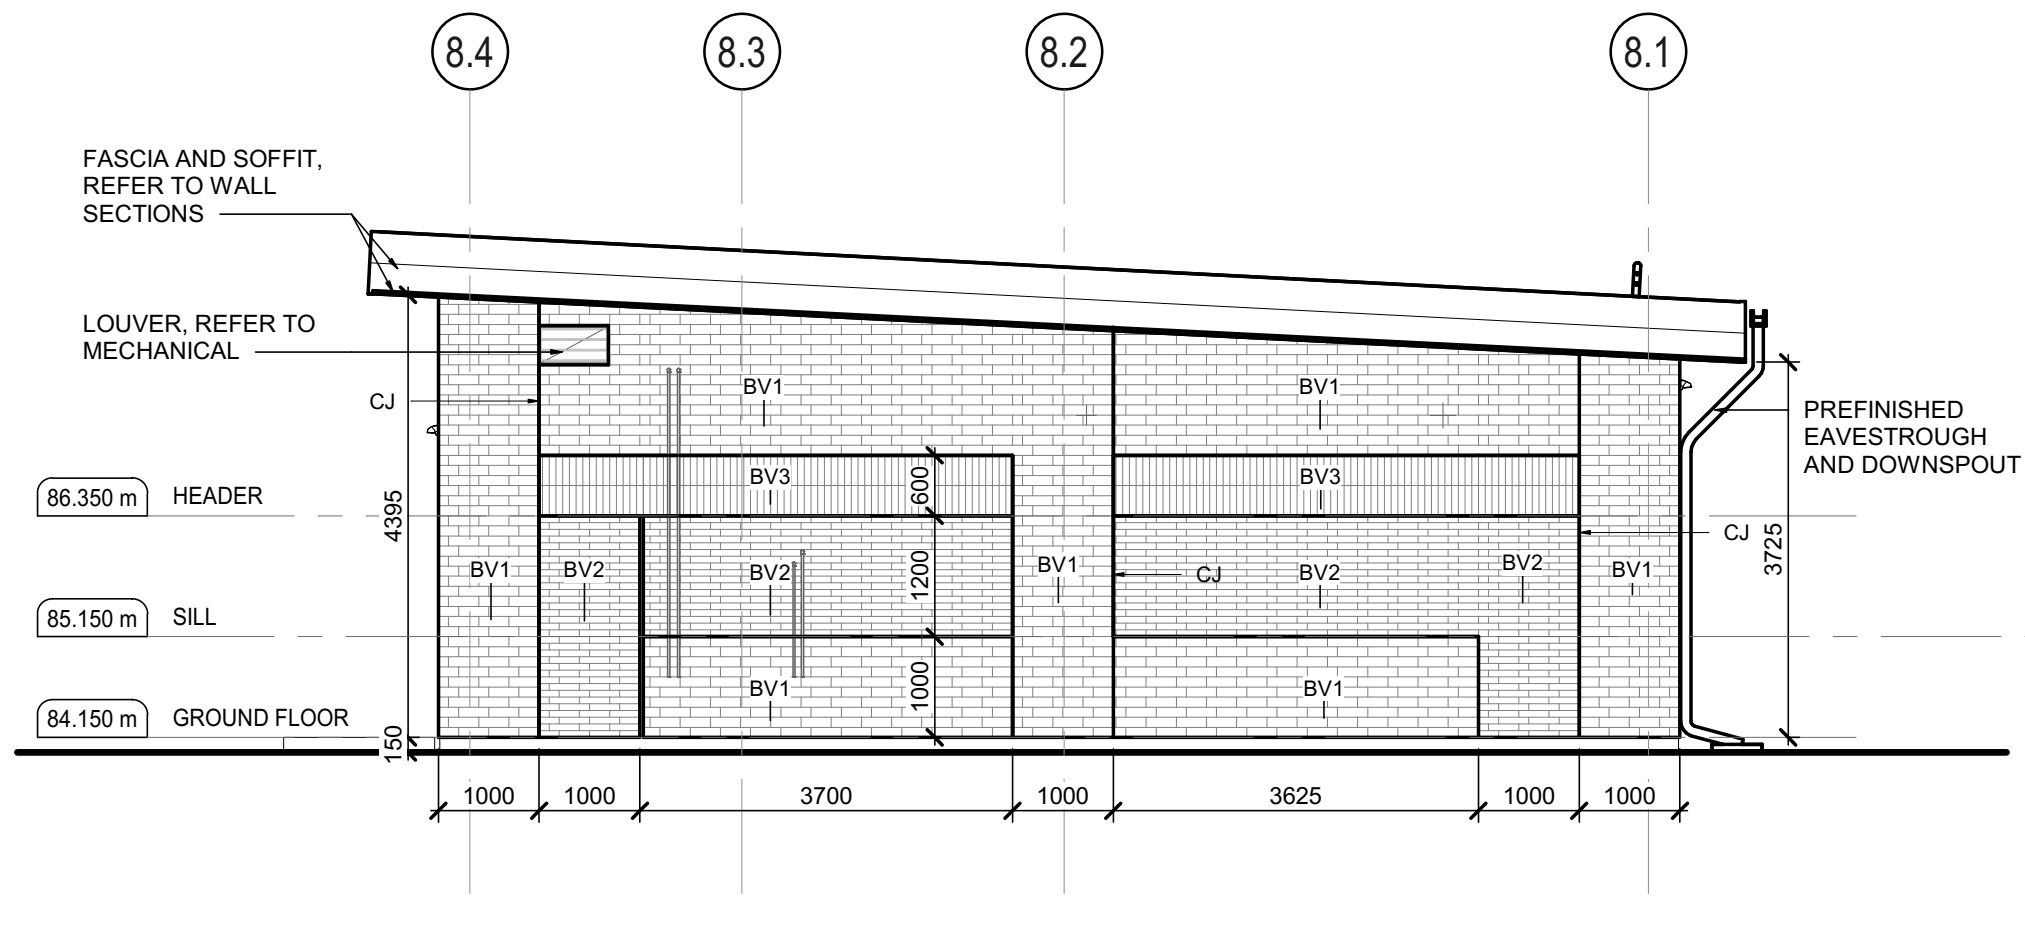 8.4
8.3
8.2
8.1
FASCIA AND SOFFIT,
REFER TO WALL
SECTIONS
LOUVER, REFER TO
MECHANICAL
CJ
BV1
BV1
PREFINISHED
EAVESTROUGH
AND DOWNSPOUT
BV3
600
BV3
86.350 m HEADER
4395
3725
CJ
BV1
BV2
BV2
1200
BV1
CJ
BV2
BV2
BV1
85.150 m SILL
BV1
1000
BV1
84.150 m GROUND FLOOR
150
1000
1000
3700
1000
3625
1000
1000